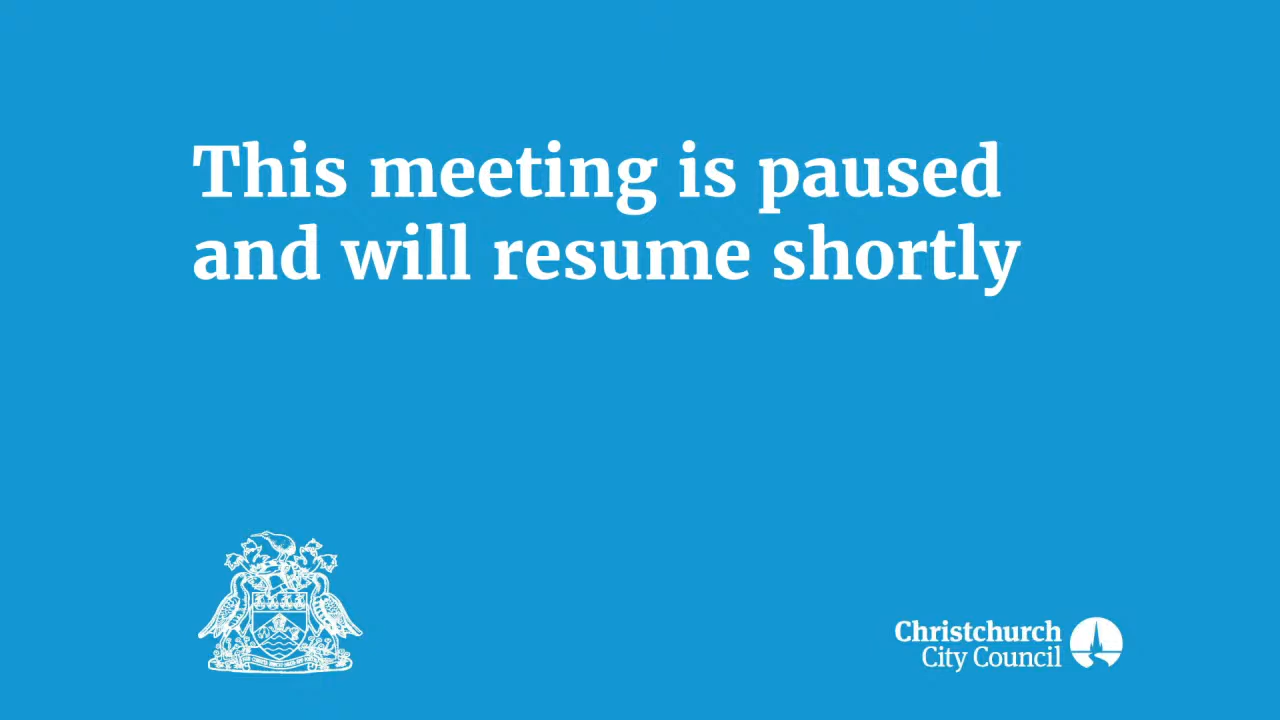 This meeting is paused
and will resume shortly
Christchurch
City Council